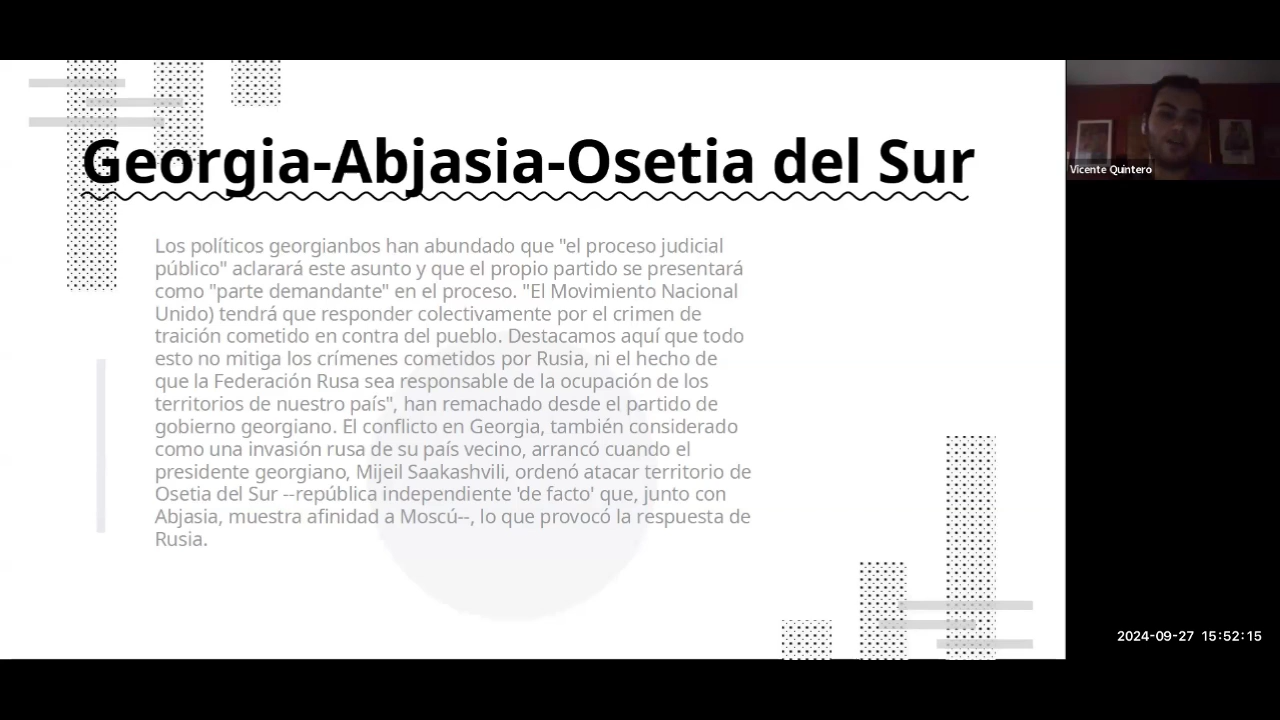 Georgia-Abjasia-Osetia del Sur
Los políticos georgianbos han abundado que "el proceso judicial
público" aclarará este asunto y que el propio partido se presentará
como "parte demandante" en el proceso. "El Movimiento Nacional
Unido) tendrá que responder colectivamente por el crimen de
traición cometido en contra del pueblo. Destacamos aquí que todo
esto no mitiga los crímenes cometidos por Rusia, ni el hecho de
que la Federación Rusa sea responsable de la ocupación de los
territorios de nuestro país", han remachado desde el partido de
gobierno georgiano. El conflicto en Georgia, también considerado
como una invasión rusa de su país vecino, arrancó cuando el
presidente georgiano, Mijeil Saakashvili, ordenó atacar territorio de
Osetia del Sur --república independiente 'de facto' que, junto con
Abjasia, muestra afinidad a Moscú--, lo que provocó la respuesta de
Rusia.
Vicente Quintero
2024-09-27 15:52:15